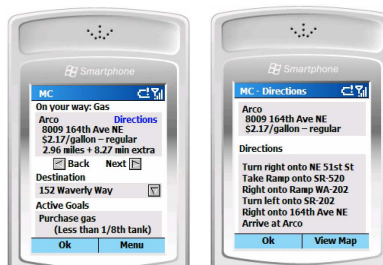 Smartphone
MC
On your way: Gas
Arco Directions
8009 164th Ave NE
$2.17/gallon – regular
2.96 miles + 8.27 min extra
Back Next
Destination
152 Waverly Way
Active Goals
Purchase gas
(Less than 1/8th tank)
Ok Menu
Smartphone
MC - Directions
Arco
8009 164th Ave NE
$2.17/gallon – regular
Directions
Turn right onto NE 51st St
Take Ramp onto SR-520
Right onto Ramp WA-202
Turn left onto SR-202
Right onto 164th Ave NE
Arrive at Arco
Ok View Map